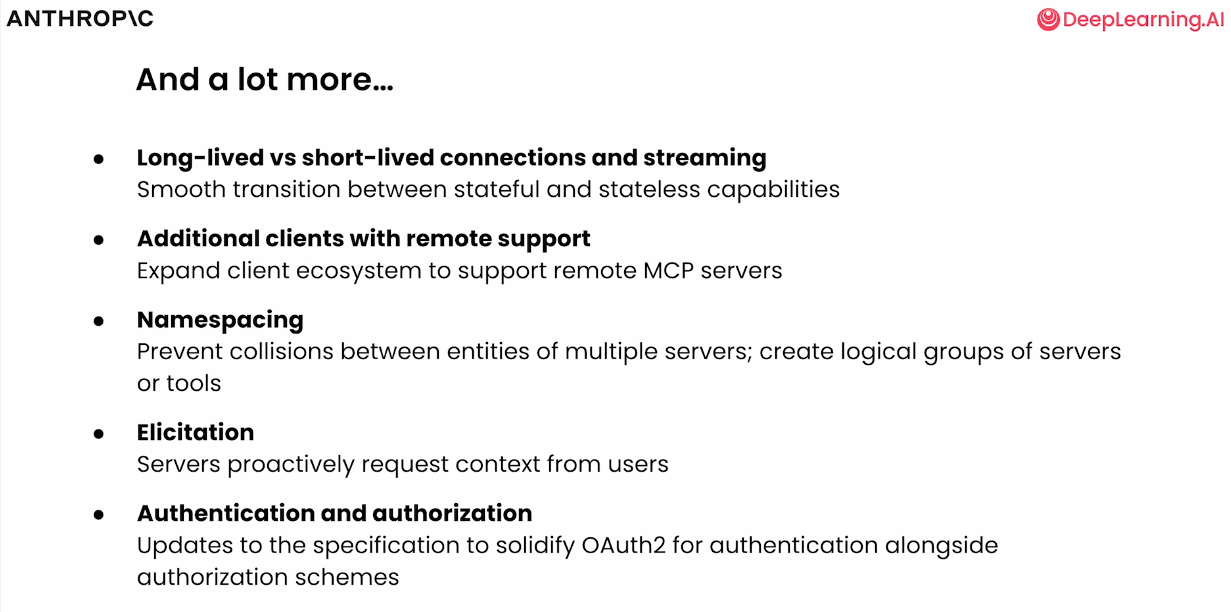 ANTHROP\C
DeepLearning.AI
And a lot more...
● Long-lived vs short-lived connections and streaming
Smooth transition between stateful and stateless capabilities
● Additional clients with remote support
Expand client ecosystem to support remote MCP servers
● Namespacing
Prevent collisions between entities of multiple servers; create logical groups of servers
or tools
● Elicitation
Servers proactively request context from users
● Authentication and authorization
Updates to the specification to solidify OAuth2 for authentication alongside
authorization schemes